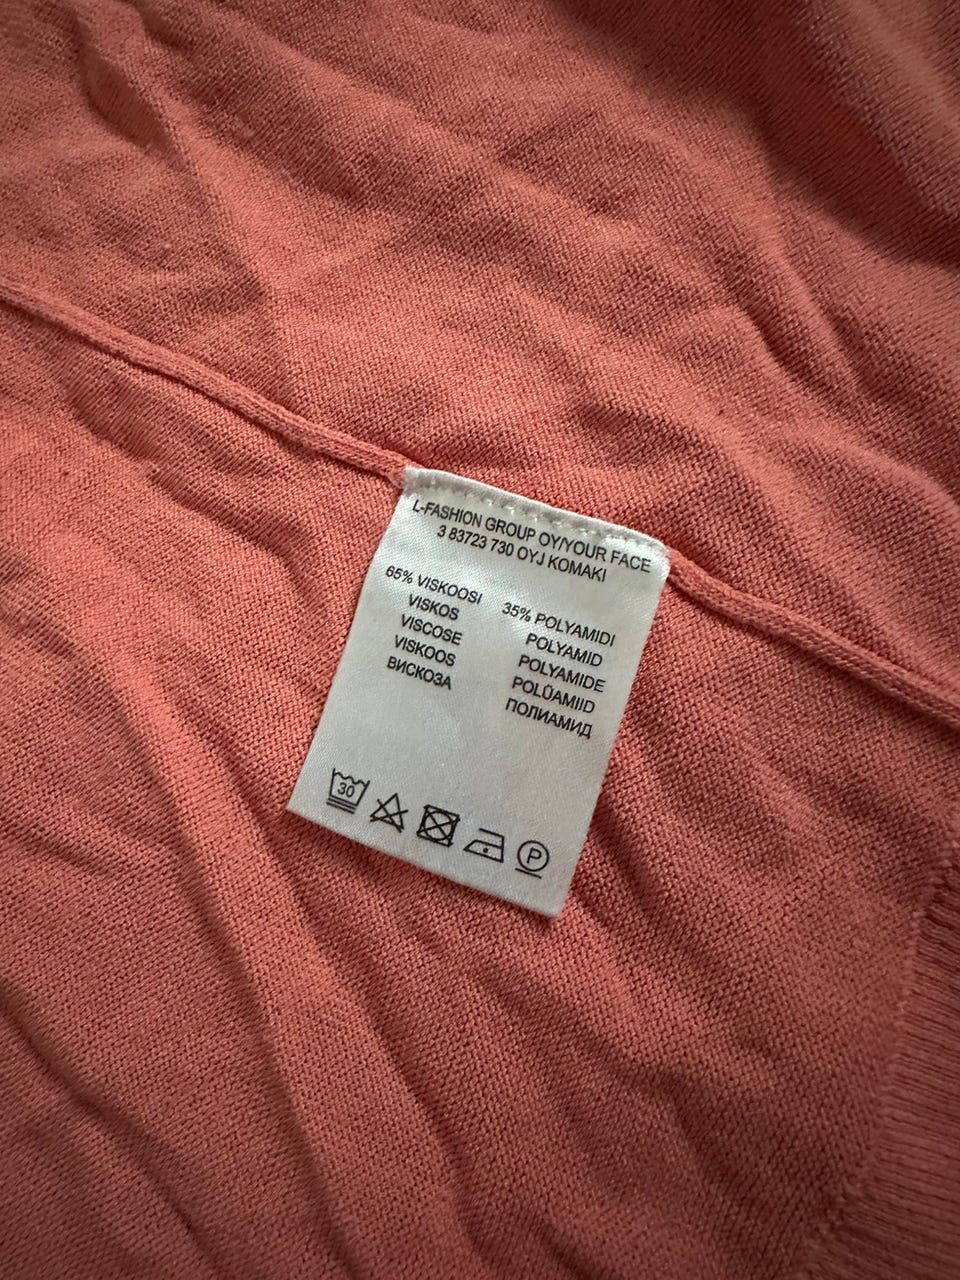 L-FASHION GROUP OY/YOUR FACE
3 83723 730 OYJ KOMAKI
65% VISKOOSI
VISKOS
VISCOSE
VISKOOS
ВИСКОЗА
35% POLYAMIDI
POLYAMID
POLYAMIDE
POLÜAMIID
ПОЛИАМИД
30
P